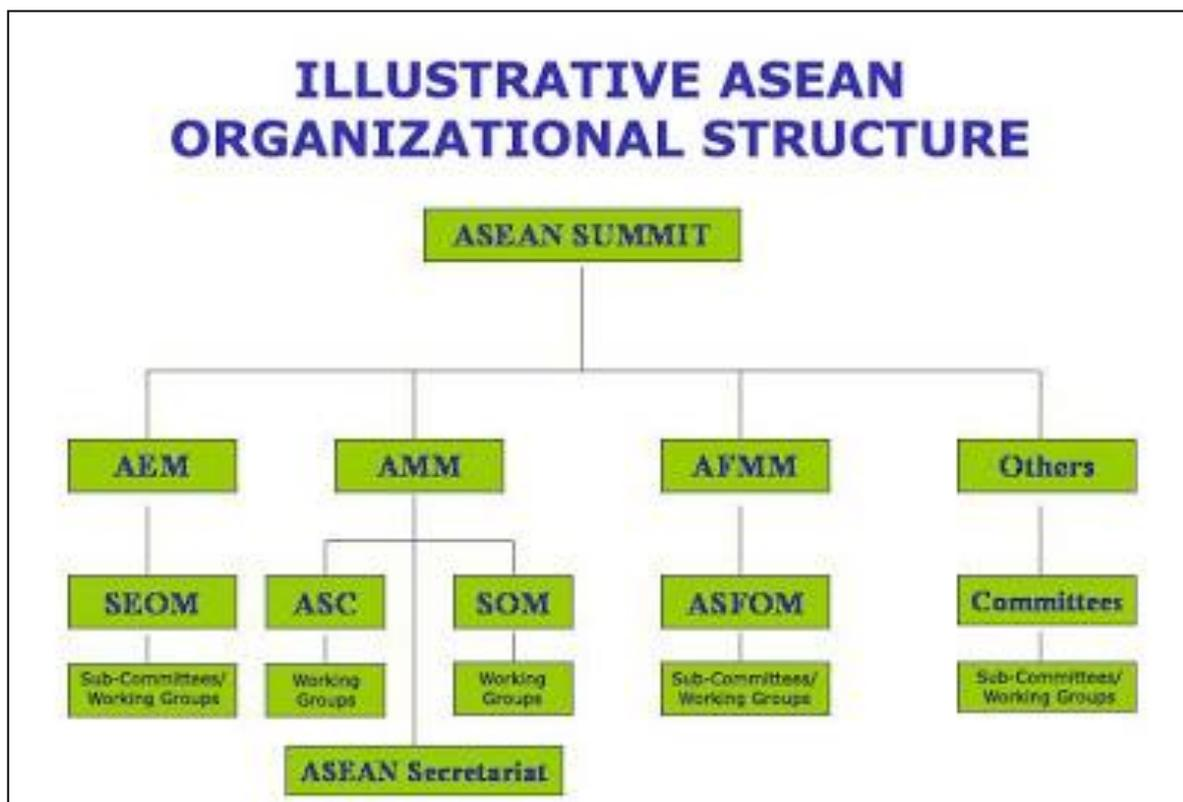 ILLUSTRATIVE ASEAN
ORGANIZATIONAL STRUCTURE
ASEAN SUMMIT
AEM
AMM
AFMM
Others
SEOM
ASC
SOM
ASFOM
Committees
Sub-Committees/
Working Groups
Working
Groups
Working
Groups
Sub-Committees/
Working Groups
Sub-Committees/
Working Groups
ASEAN Secretariat